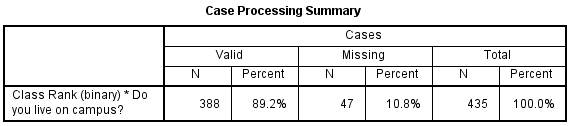 Case Processing Summary
Cases
Valid Missing Total
N Percent N Percent N Percent
Class Rank (binary) * Do
you live on campus? 388 89.2% 47 10.8% 435 100.0%